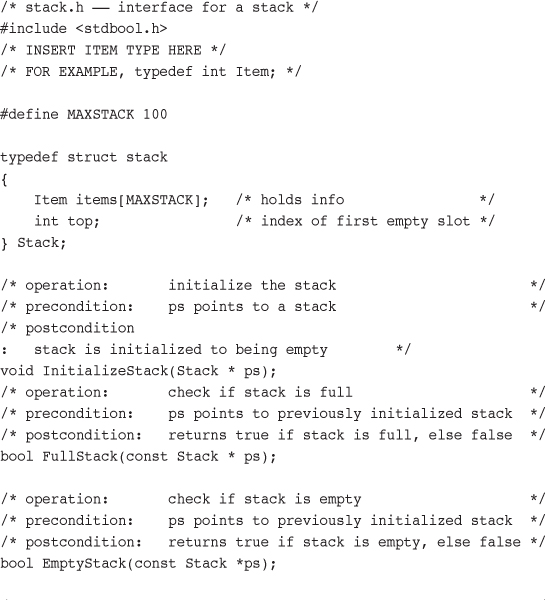 /* stack.h –– interface for a stack */
#include <stdbool.h>
/* INSERT ITEM TYPE HERE */
/* FOR EXAMPLE, typedef int Item; */
#define MAXSTACK 100
typedef struct stack
{
    Item items[MAXSTACK];   /* holds info                */
    int top;                /* index of first empty slot */
} Stack;
/* operation:       initialize the stack                       */
/* precondition:    ps points to a stack                       */
/* postcondition
:   stack is initialized to being empty        */
void InitializeStack(Stack * ps);
/* operation:       check if stack is full                     */
/* precondition:    ps points to previously initialized stack  */
/* postcondition:   returns true if stack is full, else false  */
bool FullStack(const Stack * ps);
/* operation:       check if stack is empty                    */
/* precondition:    ps points to previously initialized stack  */
/* postcondition:   returns true if stack is empty, else false */
bool EmptyStack(const Stack *ps);